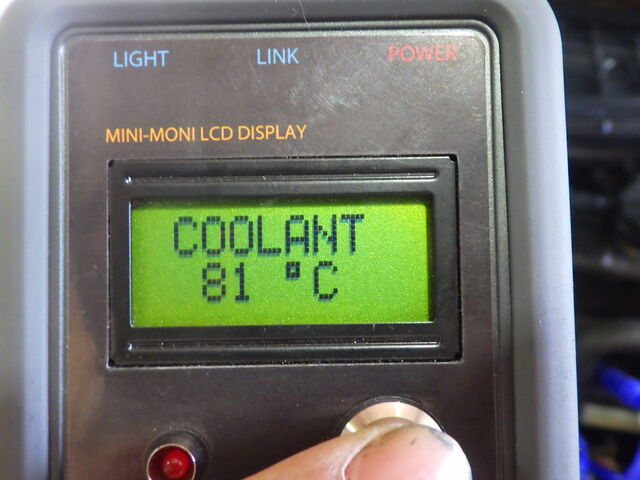 LIGHT LINK POWER
MINI-MONI LCD DISPLAY
COOLANT
81 °C